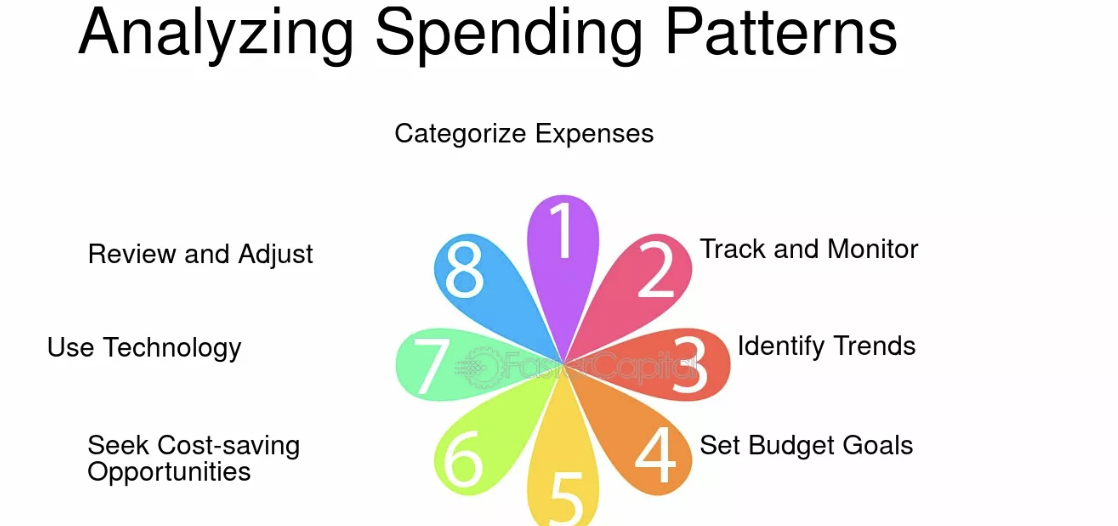 Analyzing Spending Patterns
Categorize Expenses
1
2
Track and Monitor
3
Identify Trends
4
Set Budget Goals
5
6
Seek Cost-saving
Opportunities
7
Use Technology
8
Review and Adjust
FasterCapital